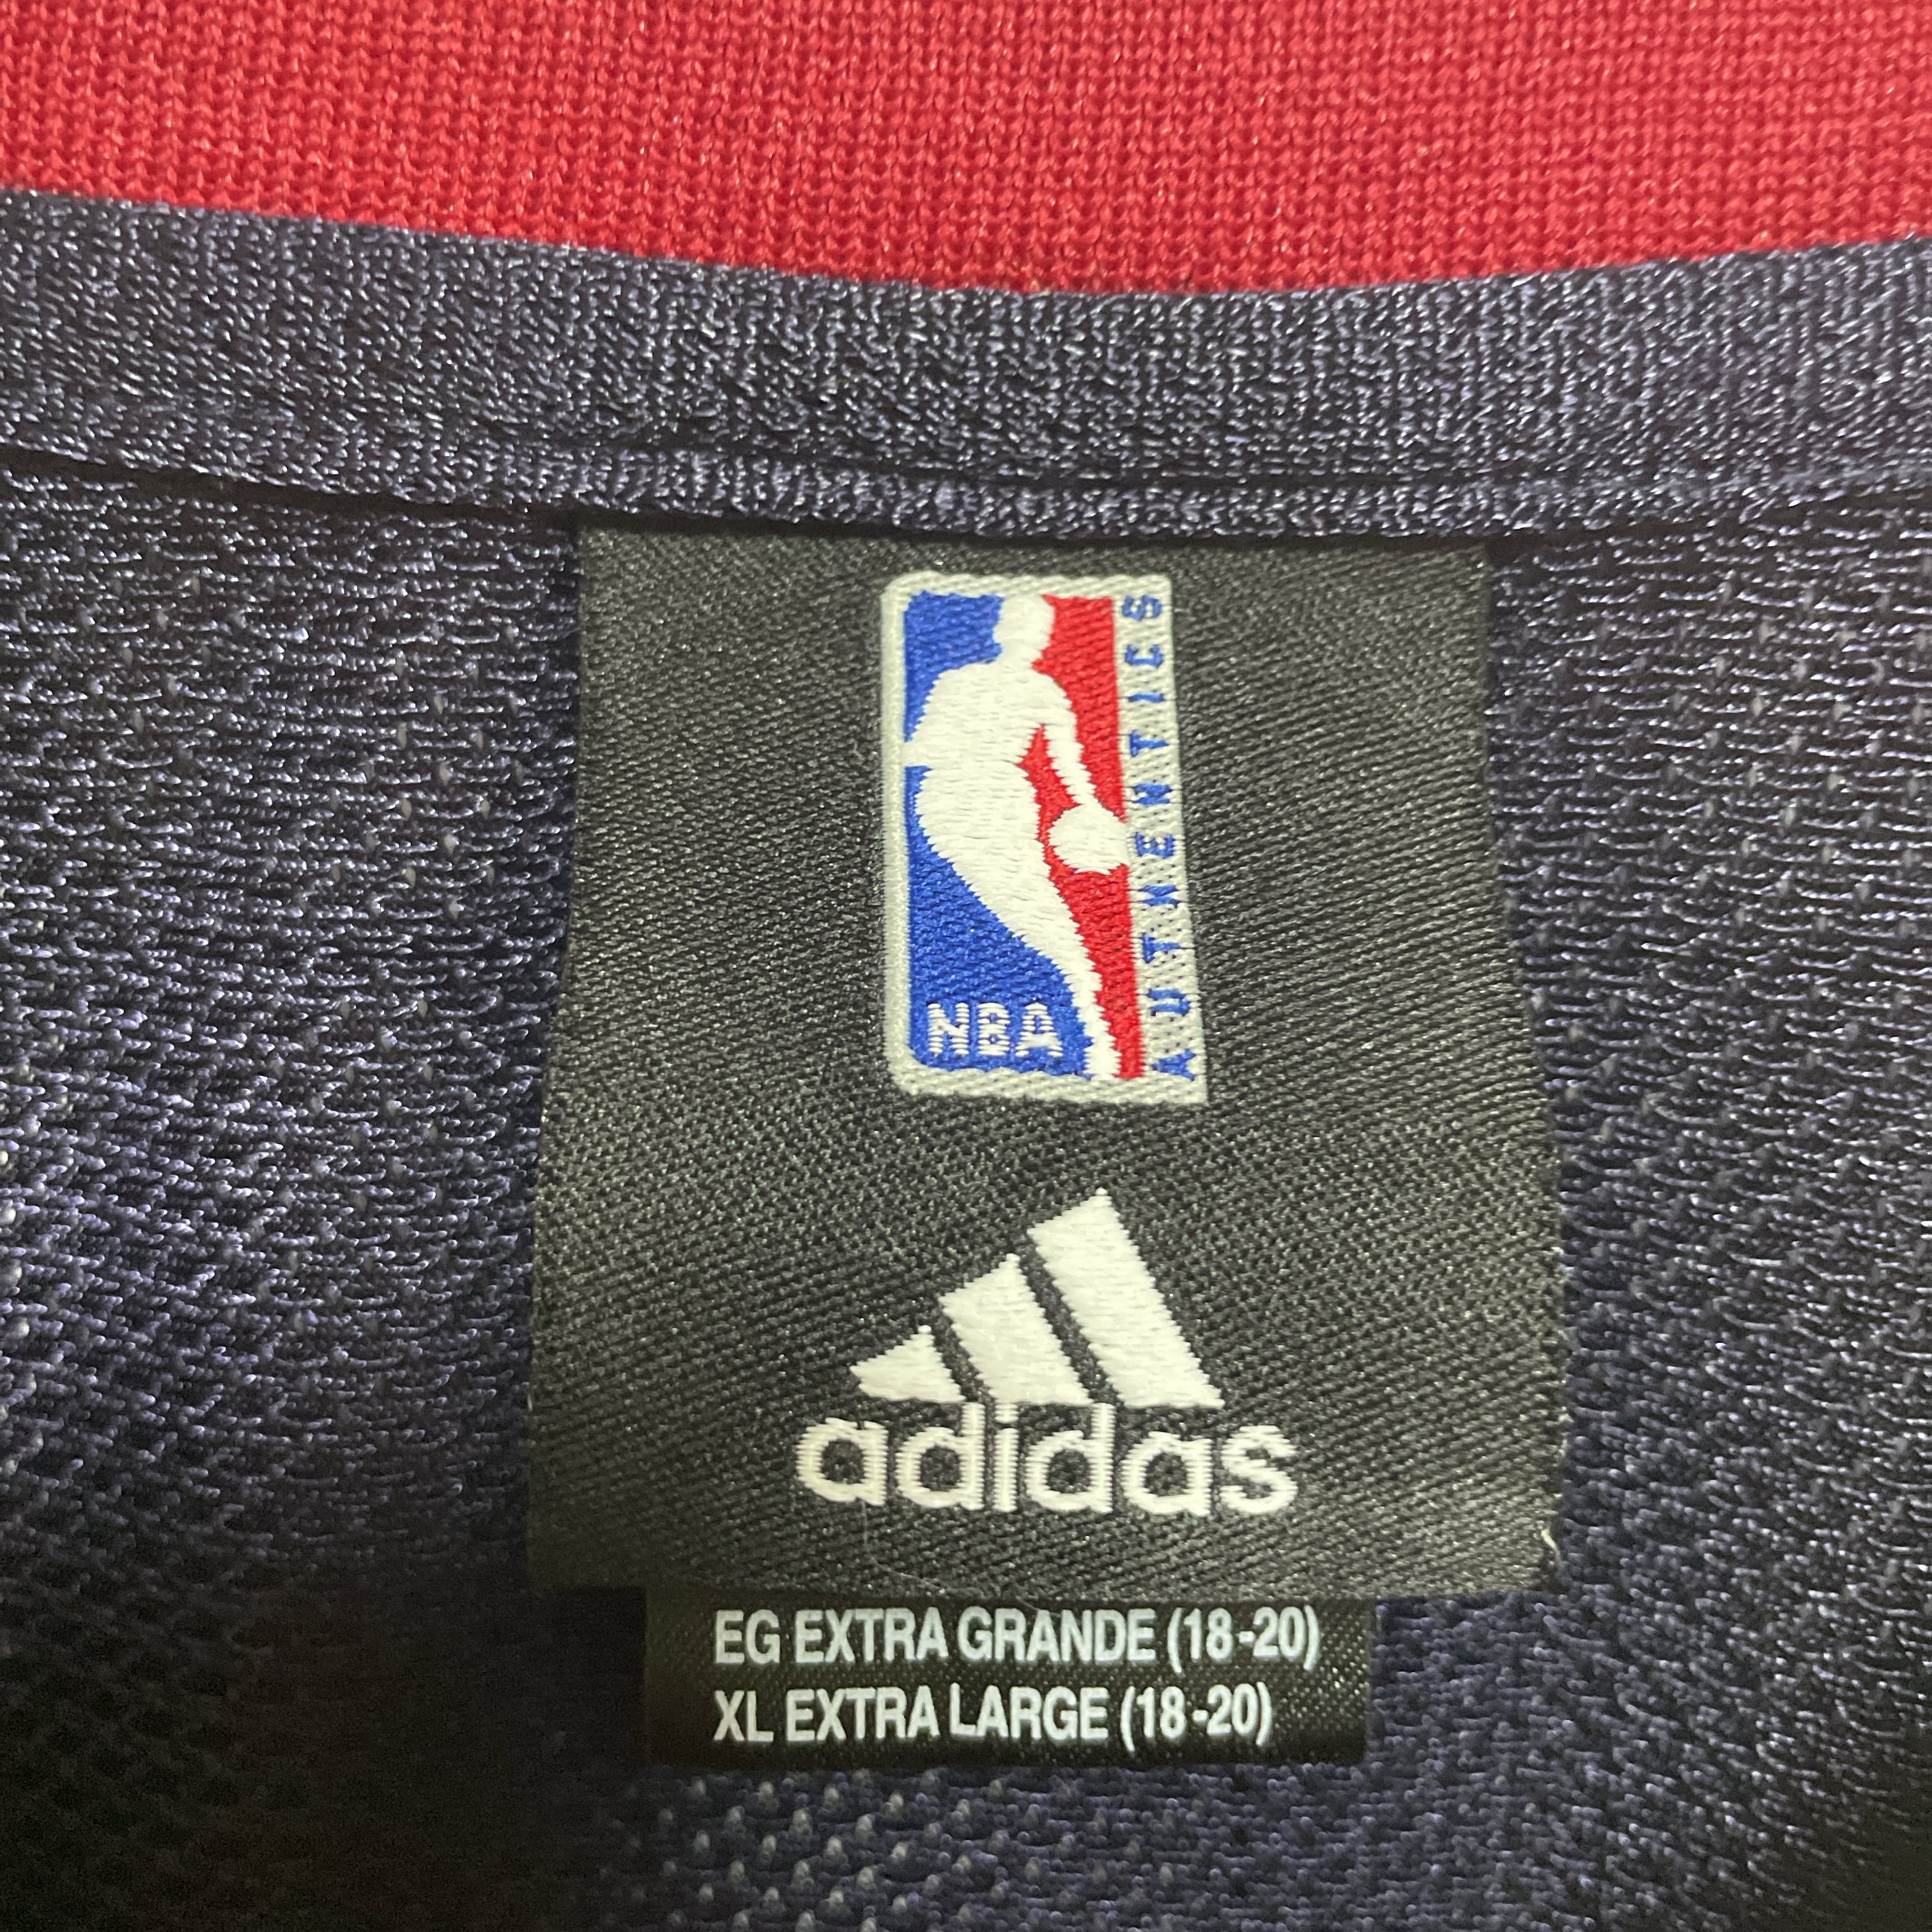 NBA
AUTHENTICS
adidas
EG EXTRA GRANDE (18-20)
XL EXTRA LARGE (18-20)